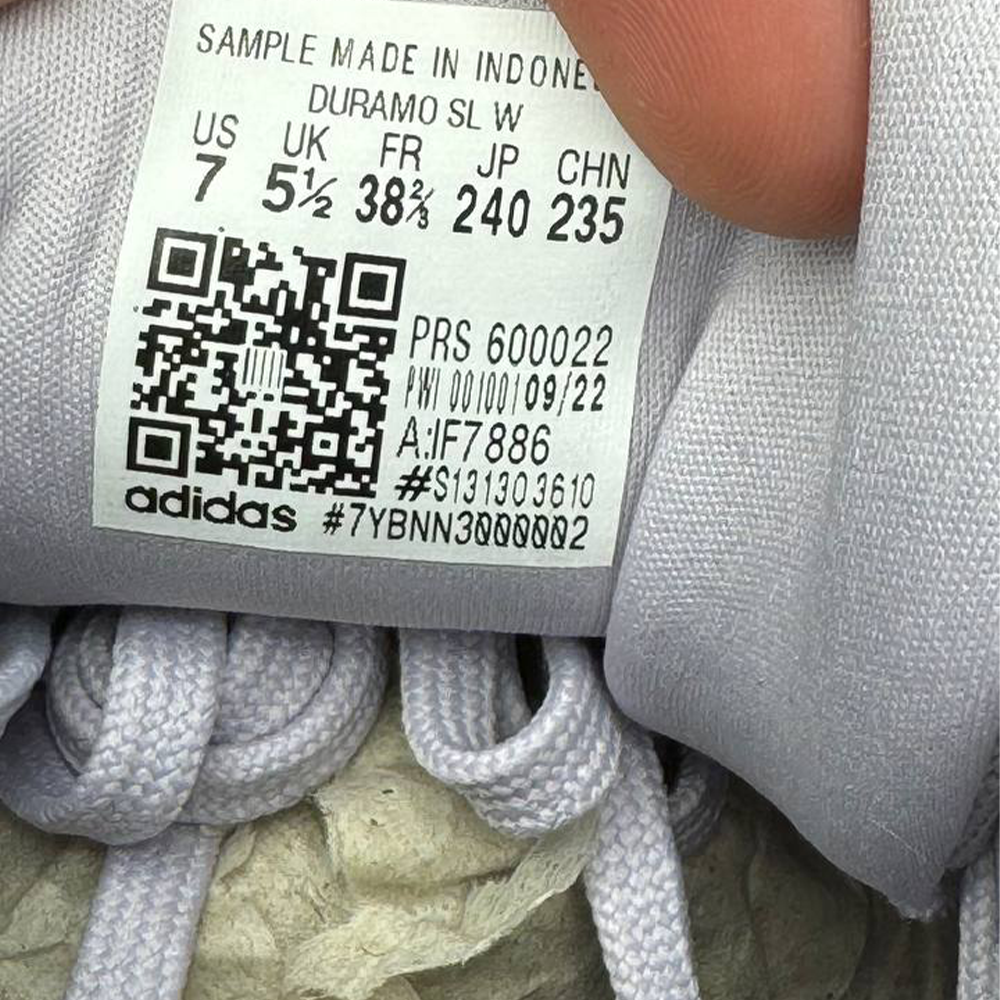 SAMPLE MADE IN INDONE
DURAMO SL W
US UK FR JP CHN
7 5½ 38⅔ 240 235
PRS 600022
PWI 001001 09/22
A:IF7886
#S131303610
adidas #7YBNN3000002